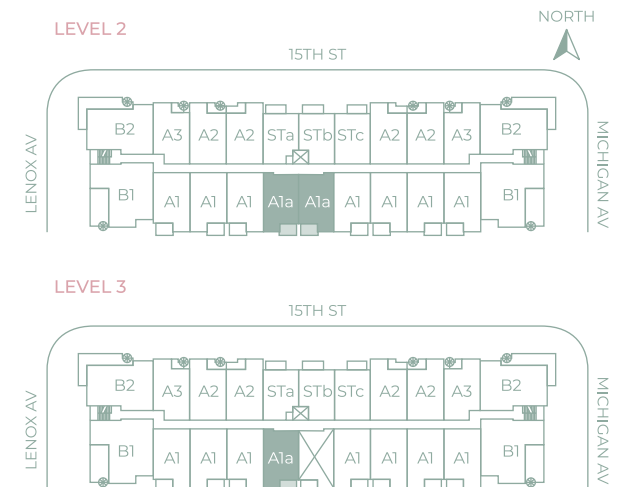 NORTH
LEVEL 2
15TH ST
LENOX AV
MICHIGAN AV
B2 A3 A2 A2 STa STb STc A2 A2 A3 B2
B1 A1 A1 A1 A1a A1a A1 A1 A1 A1 B1
LEVEL 3
15TH ST
LENOX AV
MICHIGAN AV
B2 A3 A2 A2 STa STb STc A2 A2 A3 B2
B1 A1 A1 A1 A1a A1 A1 A1 A1 B1